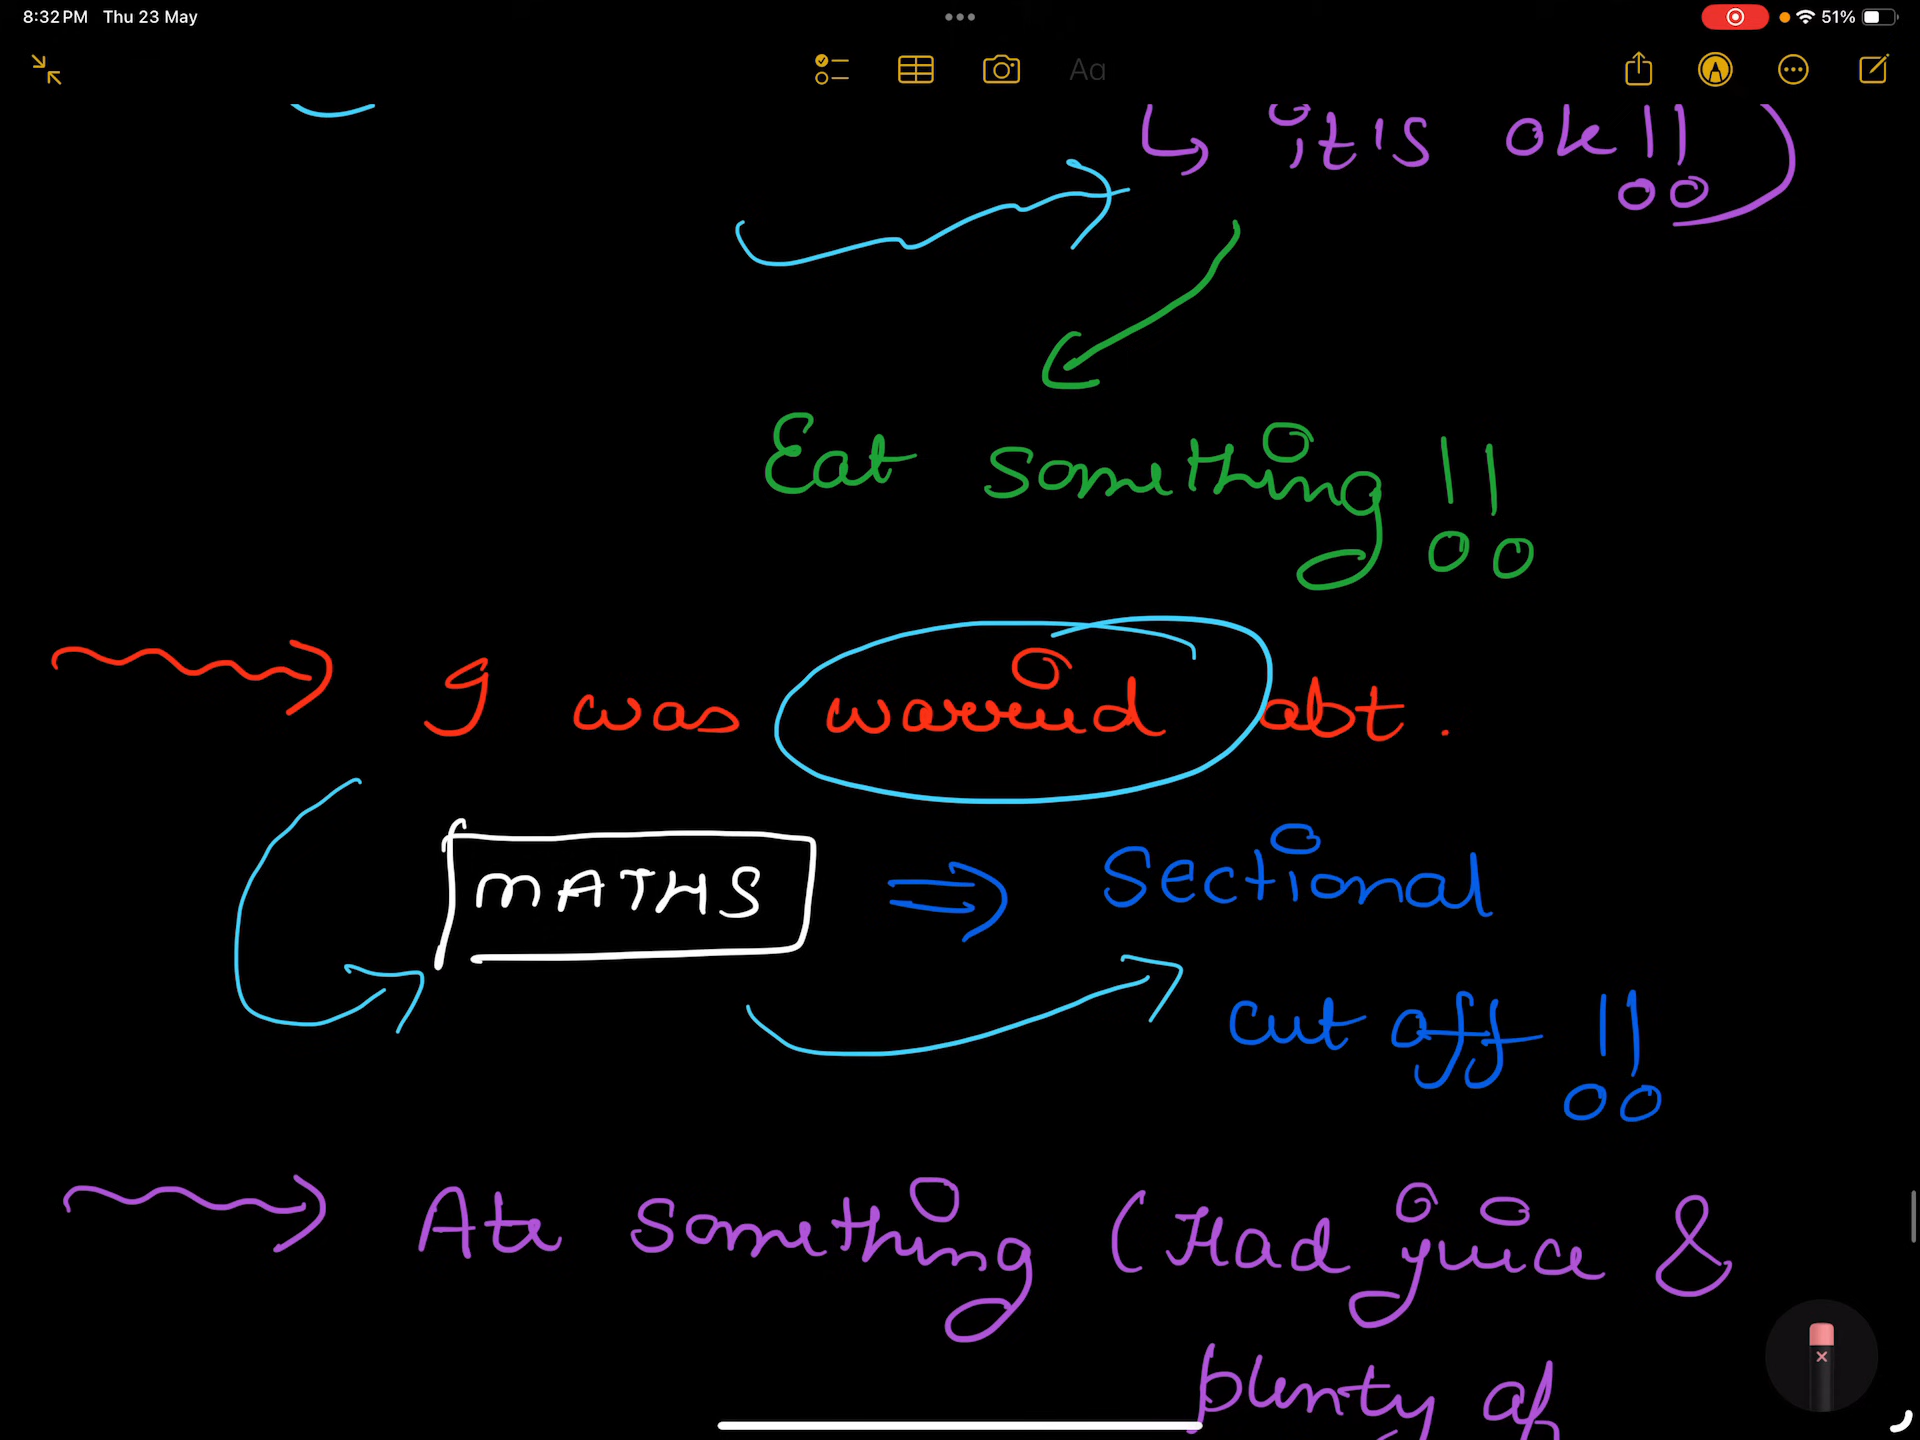 8:32 PM Thu 23 May
51%
Aa
↳ it is ok!!)
Eat something!!
I was worried abt.
MATHS ⇒ Sectional
cut off!!
Ate something (Had juice &
plenty of